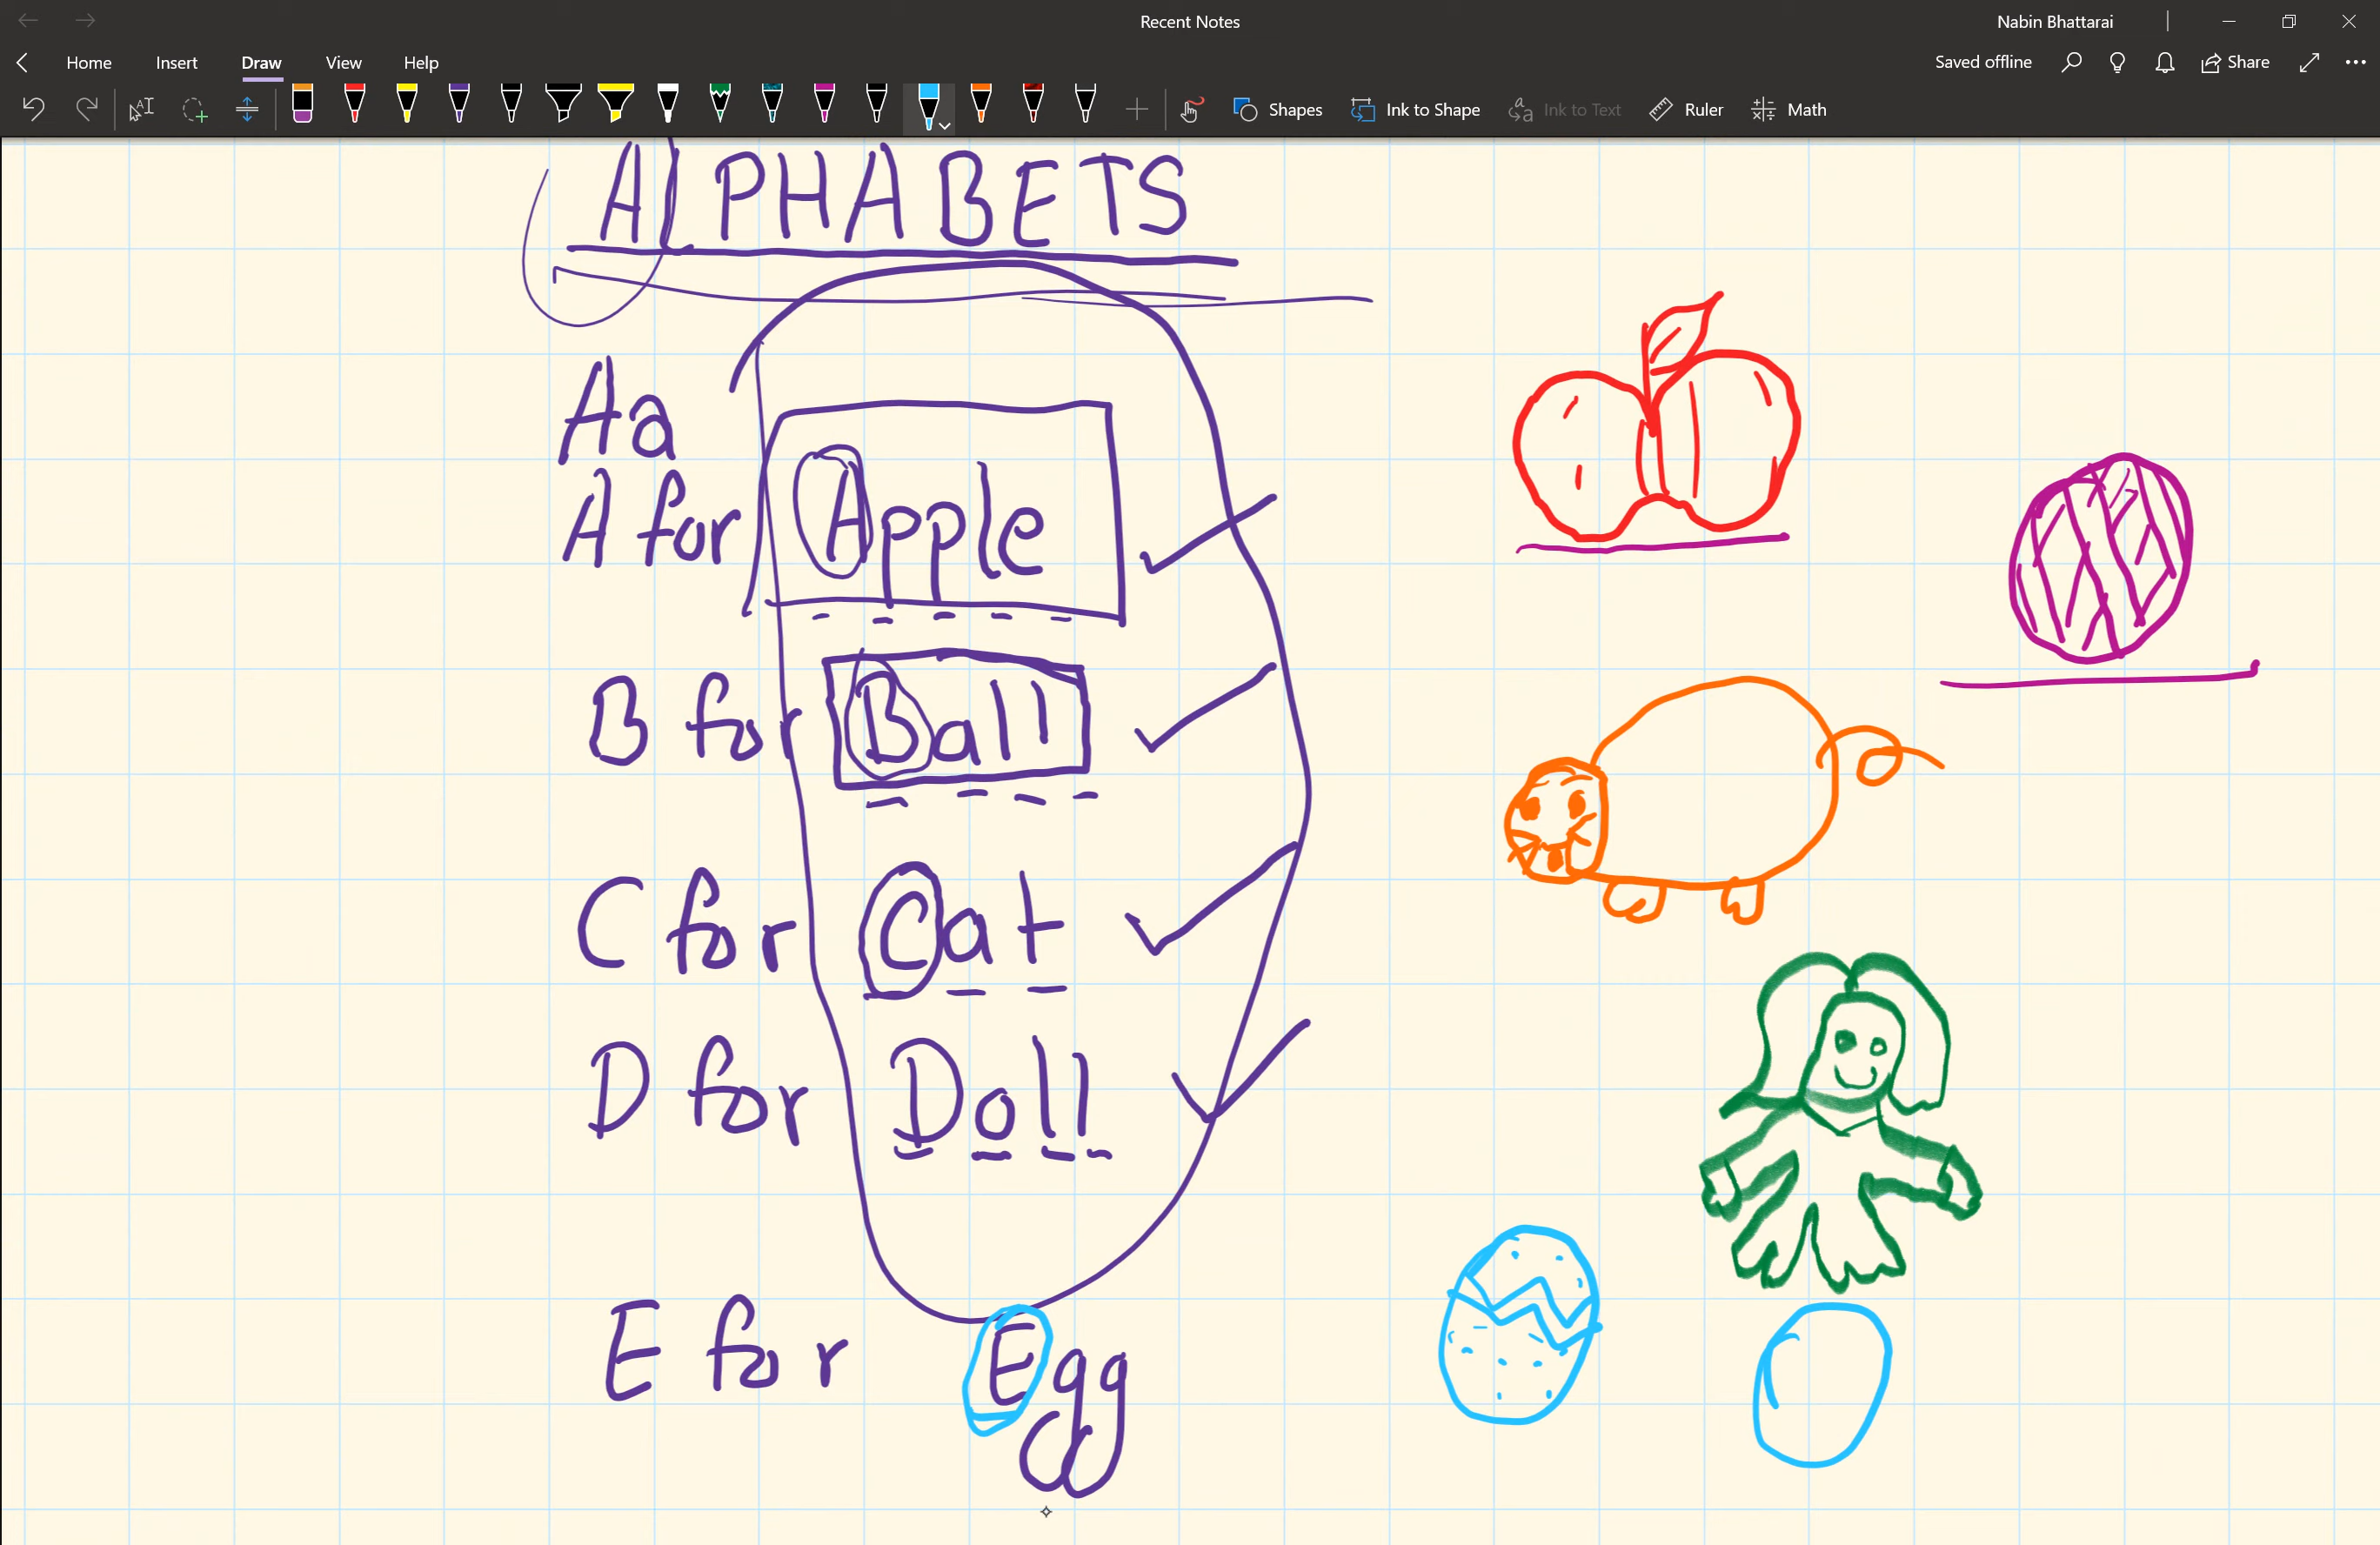 Recent Notes
Nabin Bhattarai
Home Insert Draw View Help
Saved offline Share
Shapes Ink to Shape Ink to Text Ruler Math
AlPHABETS
Aa
A for Apple
B for Ball
C for Cat
D for Doll
E for Egg